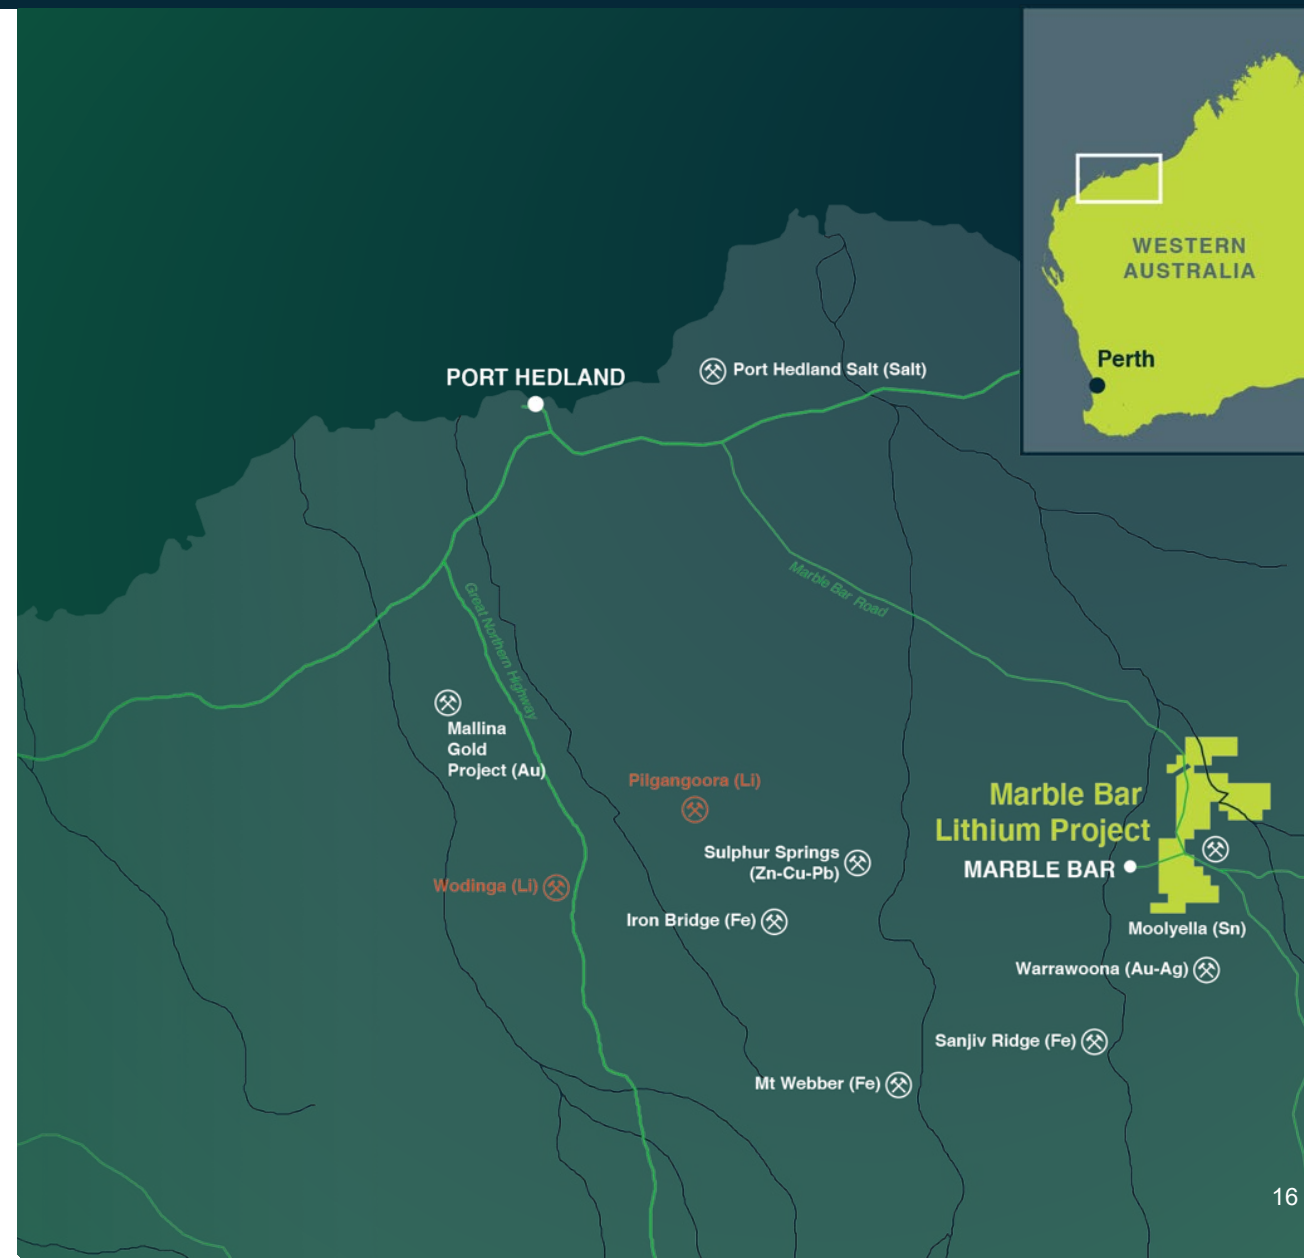 WESTERN
AUSTRALIA
Perth
PORT HEDLAND
Port Hedland Salt (Salt)
Marble Bar Road
Great Northern Highway
Mallina
Gold
Project (Au)
Pilgangoora (Li)
Marble Bar
Lithium Project
Sulphur Springs
(Zn-Cu-Pb)
MARBLE BAR
Wodinga (Li)
Iron Bridge (Fe)
Moolyella (Sn)
Warrawoona (Au-Ag)
Sanjiv Ridge (Fe)
Mt Webber (Fe)
16